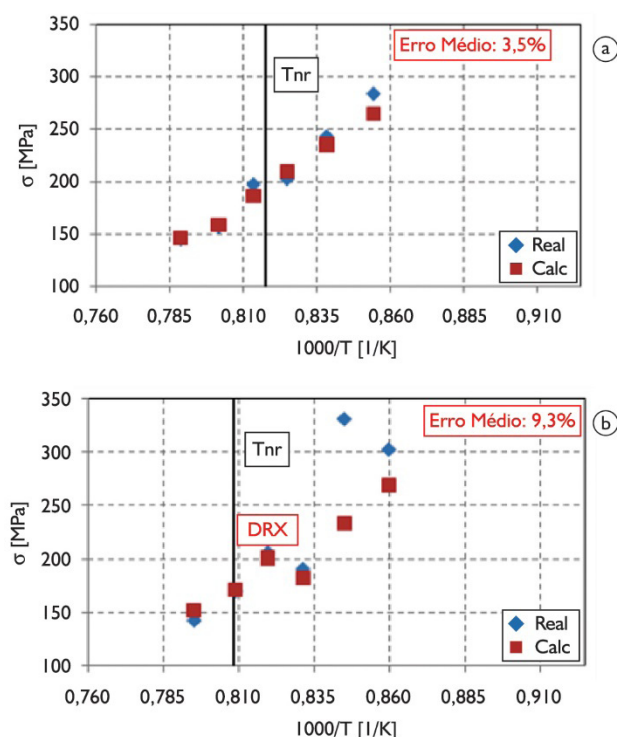 350
Erro Médio: 3,5%
a
300
Tnr
250
σ [MPa]
200
150
Real
Calc
100
0,760 0,785 0,810 0,835 0,860 0,885 0,910
1000/T [1/K]
350
Erro Médio: 9,3%
b
300
Tnr
250
σ [MPa]
DRX
200
150
Real
Calc
100
0,760 0,785 0,810 0,835 0,860 0,885 0,910
1000/T [1/K]